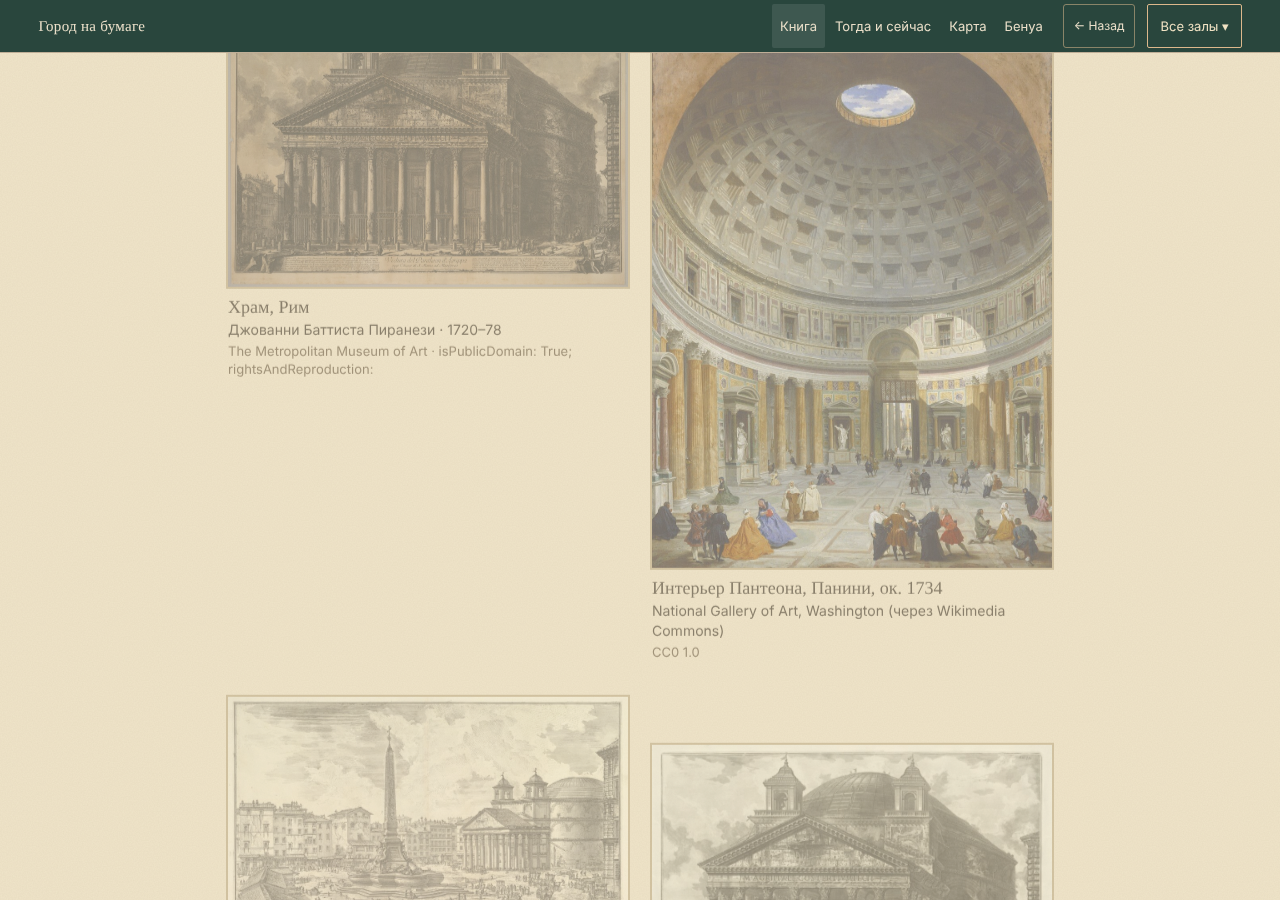 Город на бумаге
Книга
Тогда и сейчас
Карта
Бенуа
← Назад
Все залы ▾
Храм, Рим
Джованни Баттиста Пиранези · 1720–78
The Metropolitan Museum of Art · isPublicDomain: True;
rightsAndReproduction:
Интерьер Пантеона, Панини, ок. 1734
National Gallery of Art, Washington (через Wikimedia
Commons)
CC0 1.0